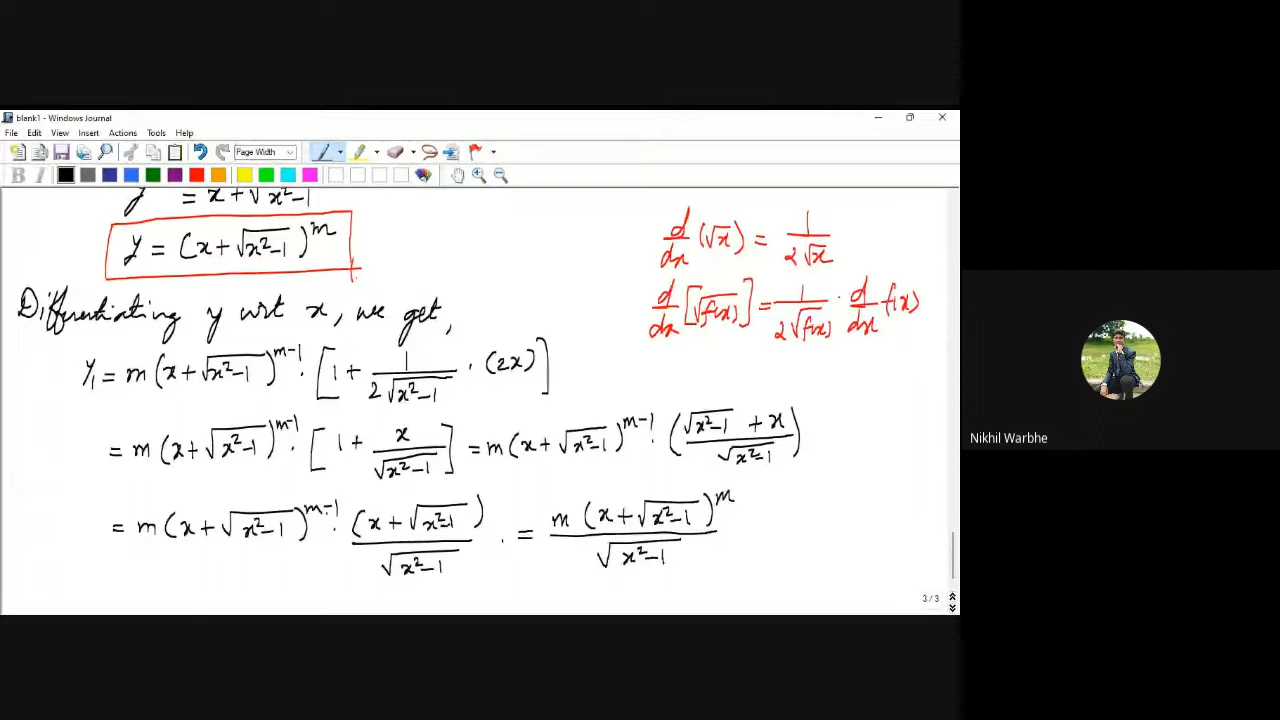 blank1 - Windows Journal
File Edit View Insert Actions Tools Help
Page Width
B I
= x + √x²-1
y = (x + √x²-1)^m
d/dx (√x) = 1/2√x
d/dx [√f(x)] = 1/2√f(x) · d/dx f(x)
Differentiating y wrt x, we get,
y₁ = m(x + √x²-1)^m-1 · [1 + 1/2√x²-1 · (2x)]
= m(x + √x²-1)^m-1 · [1 + x/√x²-1] = m(x + √x²-1)^m-1 · (√x²-1 + x/√x²-1)
= m(x + √x²-1)^m-1 · (x + √x²-1)/√x²-1 · = m(x + √x²-1)^m/√x²-1
3 / 3
Nikhil Warbhe